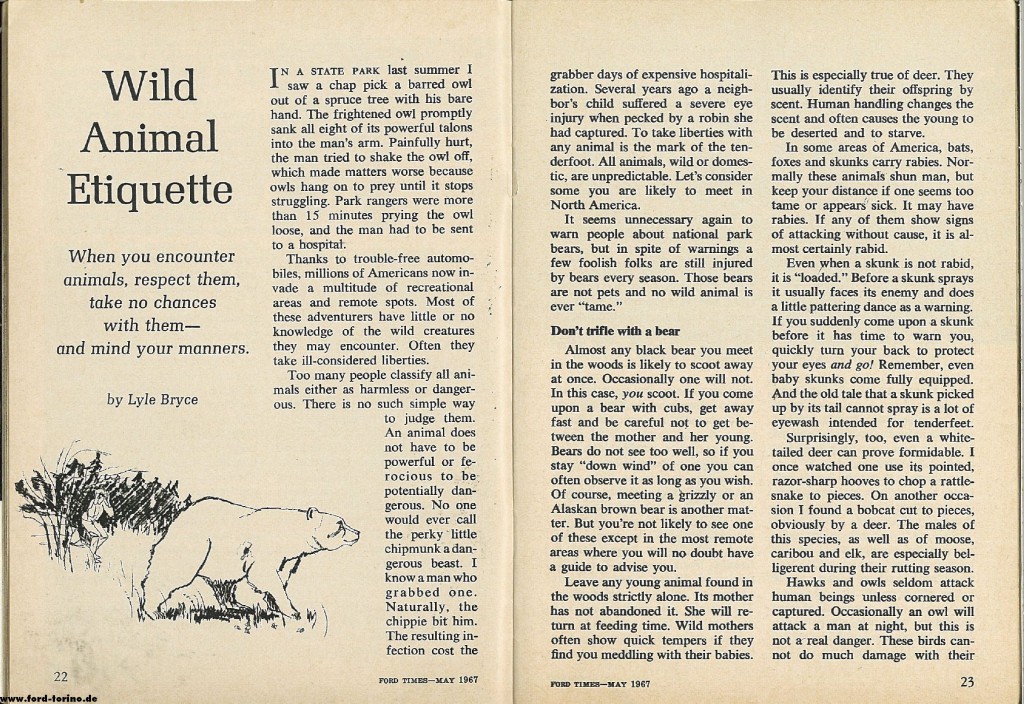 Wild
Animal
Etiquette
When you encounter
animals, respect them,
take no chances
with them—
and mind your manners.
by Lyle Bryce
IN A STATE PARK last summer I
saw a chap pick a barred owl
out of a spruce tree with his bare
hand. The frightened owl promptly
sank all eight of its powerful talons
into the man's arm. Painfully hurt,
the man tried to shake the owl off,
which made matters worse because
owls hang on to prey until it stops
struggling. Park rangers were more
than 15 minutes prying the owl
loose, and the man had to be sent
to a hospital.
Thanks to trouble-free automo-
biles, millions of Americans now in-
vade a multitude of recreational
areas and remote spots. Most of
these adventurers have little or no
knowledge of the wild creatures
they may encounter. Often they
take ill-considered liberties.
Too many people classify all ani-
mals either as harmless or danger-
ous. There is no such simple way
to judge them.
An animal does
not have to be
powerful or fe-
rocious to be
potentially dan-
gerous. No one
would ever call
the perky little
chipmunk a dan-
gerous beast. I
know a man who
grabbed one.
Naturally, the
chippie bit him.
The resulting in-
fection cost the
22
FORD TIMES—MAY 1967
grabber days of expensive hospitali-
zation. Several years ago a neigh-
bor's child suffered a severe eye
injury when pecked by a robin she
had captured. To take liberties with
any animal is the mark of the ten-
derfoot. All animals, wild or domes-
tic, are unpredictable. Let's consider
some you are likely to meet in
North America.
It seems unnecessary again to
warn people about national park
bears, but in spite of warnings a
few foolish folks are still injured
by bears every season. Those bears
are not pets and no wild animal is
ever "tame."
Don't trifle with a bear
Almost any black bear you meet
in the woods is likely to scoot away
at once. Occasionally one will not.
In this case, you scoot. If you come
upon a bear with cubs, get away
fast and be careful not to get be-
tween the mother and her young.
Bears do not see too well, so if you
stay "down wind" of one you can
often observe it as long as you wish.
Of course, meeting a grizzly or an
Alaskan brown bear is another mat-
ter. But you're not likely to see one
of these except in the most remote
areas where you will no doubt have
a guide to advise you.
Leave any young animal found in
the woods strictly alone. Its mother
has not abandoned it. She will re-
turn at feeding time. Wild mothers
often show quick tempers if they
find you meddling with their babies.
This is especially true of deer. They
usually identify their offspring by
scent. Human handling changes the
scent and often causes the young to
be deserted and to starve.
In some areas of America, bats,
foxes and skunks carry rabies. Nor-
mally these animals shun man, but
keep your distance if one seems too
tame or appears sick. It may have
rabies. If any of them show signs
of attacking without cause, it is al-
most certainly rabid.
Even when a skunk is not rabid,
it is "loaded." Before a skunk sprays
it usually faces its enemy and does
a little pattering dance as a warning.
If you suddenly come upon a skunk
before it has time to warn you,
quickly turn your back to protect
your eyes and go! Remember, even
baby skunks come fully equipped.
And the old tale that a skunk picked
up by its tail cannot spray is a lot of
eyewash intended for tenderfeet.
Surprisingly, too, even a white-
tailed deer can prove formidable. I
once watched one use its pointed,
razor-sharp hooves to chop a rattle-
snake to pieces. On another occa-
sion I found a bobcat cut to pieces,
obviously by a deer. The males of
this species, as well as of moose,
caribou and elk, are especially bel-
ligerent during their rutting season.
Hawks and owls seldom attack
human beings unless cornered or
captured. Occasionally an owl will
attack a man at night, but this is
not a real danger. These birds can-
not do much damage with their
FORD TIMES—MAY 1967
23
www.ford-torino.de